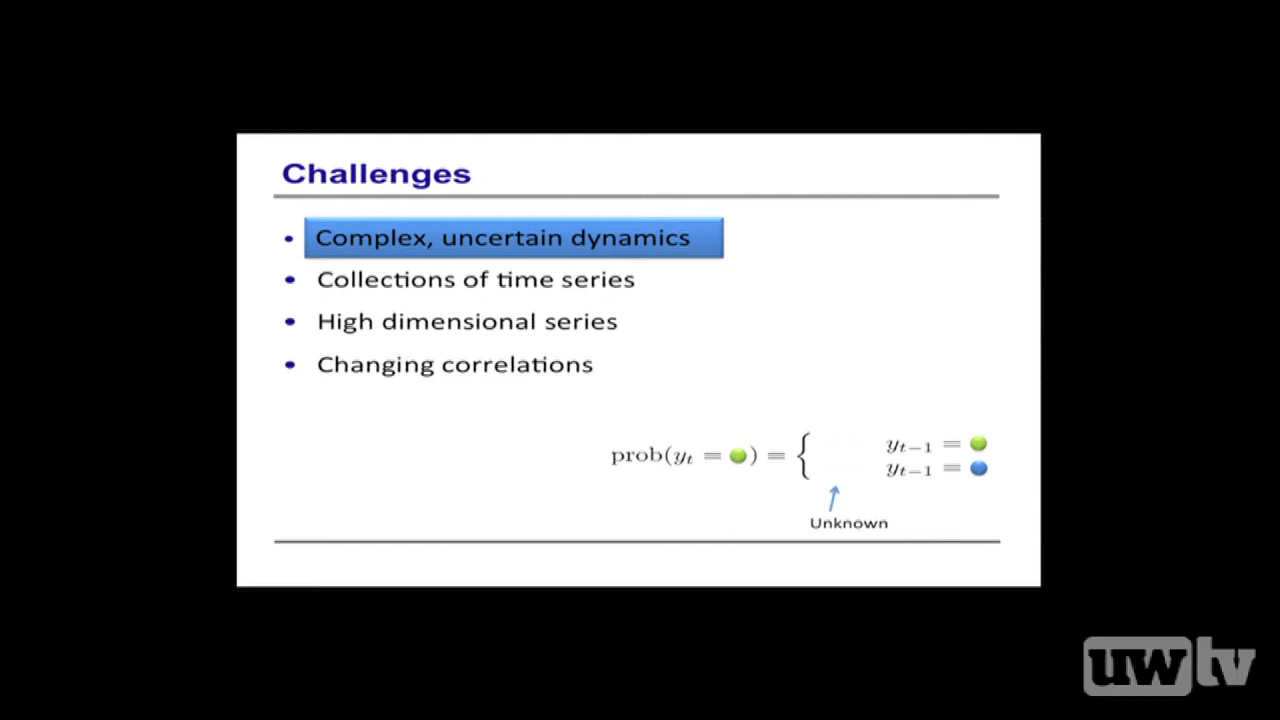 Challenges
• Complex, uncertain dynamics
• Collections of time series
• High dimensional series
• Changing correlations
prob(y_t = 🟢) = { y_{t−1} = 🟢
y_{t−1} = 🔵
Unknown
uwtv